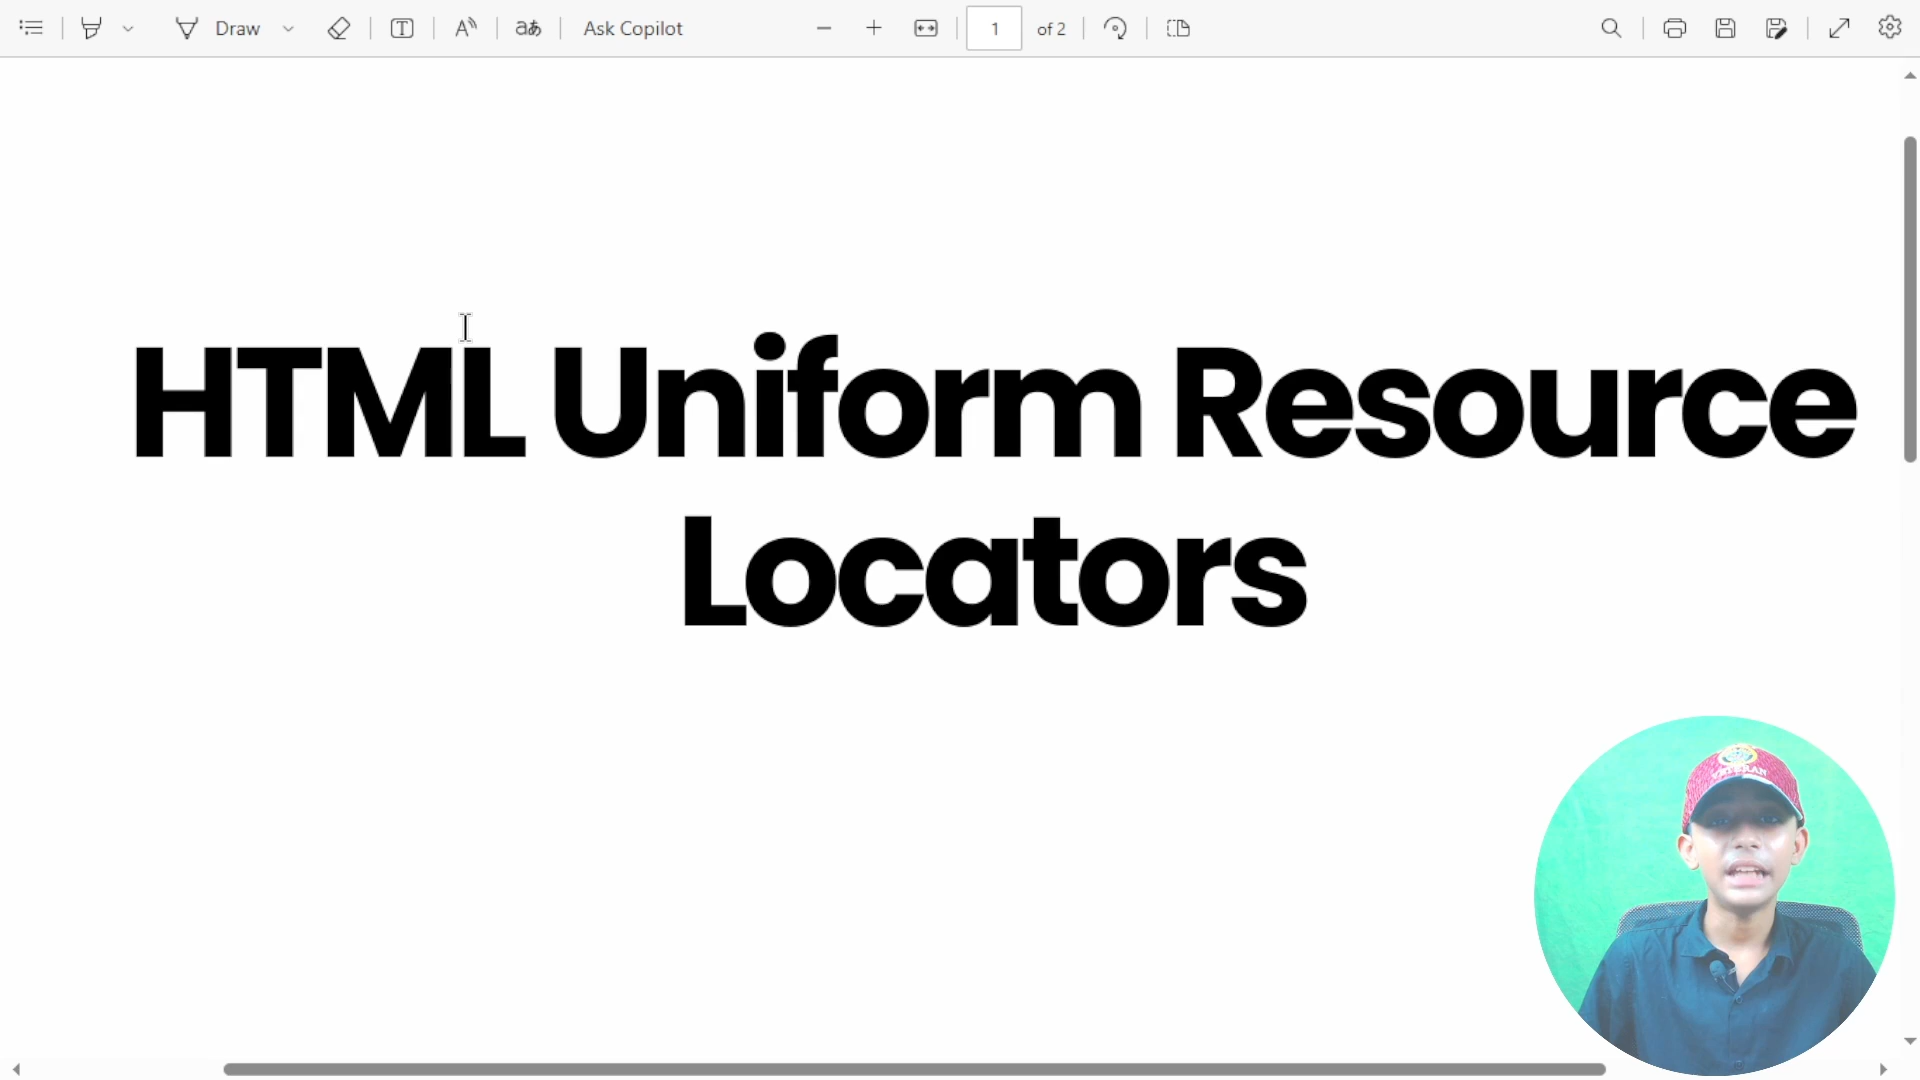 Draw
Ask Copilot
1 of 2
HTML Uniform Resource
Locators